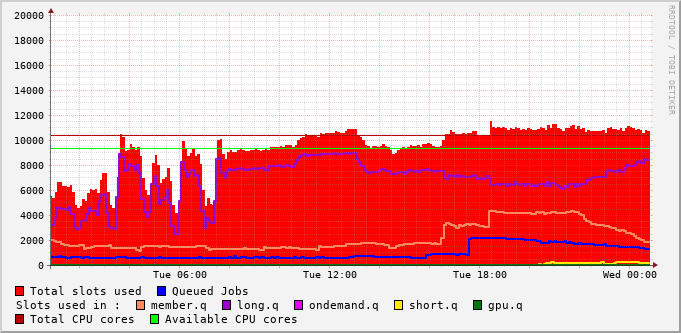 20000
18000
16000
14000
12000
10000
8000
6000
4000
2000
0
Tue 06:00 Tue 12:00 Tue 18:00 Wed 00:00
RRDTOOL / TOBI OETIKER
Total slots used Queued Jobs
Slots used in : member.q long.q ondemand.q short.q gpu.q
Total CPU cores Available CPU cores